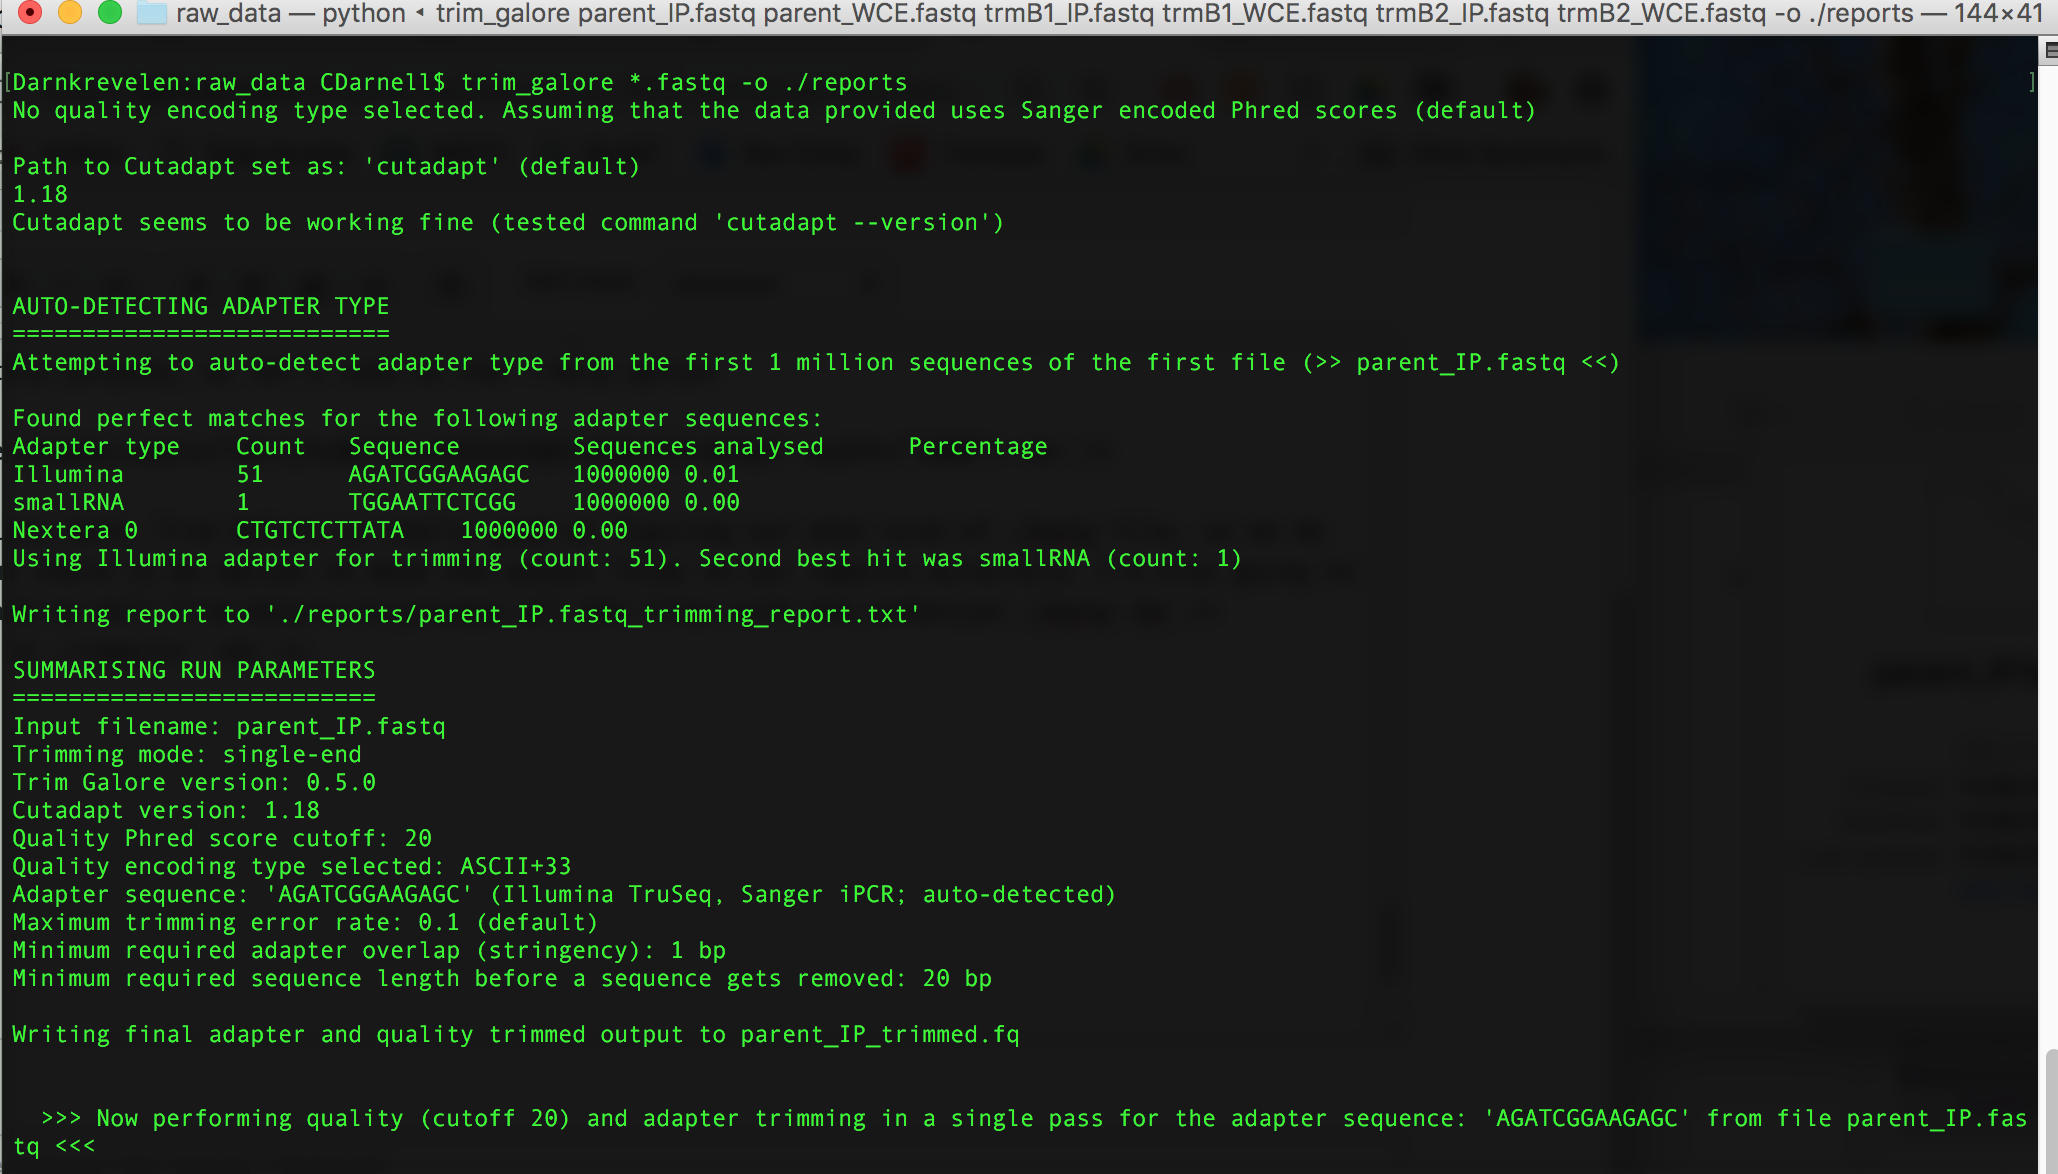 raw_data — python ◂ trim_galore parent_IP.fastq parent_WCE.fastq trmB1_IP.fastq trmB1_WCE.fastq trmB2_IP.fastq trmB2_WCE.fastq -o ./reports — 144×41
[Darnkrevelen:raw_data CDarnell$ trim_galore *.fastq -o ./reports ]
No quality encoding type selected. Assuming that the data provided uses Sanger encoded Phred scores (default)
Path to Cutadapt set as: 'cutadapt' (default)
1.18
Cutadapt seems to be working fine (tested command 'cutadapt --version')
AUTO-DETECTING ADAPTER TYPE
===========================
Attempting to auto-detect adapter type from the first 1 million sequences of the first file (>> parent_IP.fastq <<)
Found perfect matches for the following adapter sequences:
Adapter type    Count   Sequence        Sequences analysed      Percentage
Illumina        51      AGATCGGAAGAGC   1000000 0.01
smallRNA        1       TGGAATTCTCGG    1000000 0.00
Nextera 0       CTGTCTCTTATA    1000000 0.00
Using Illumina adapter for trimming (count: 51). Second best hit was smallRNA (count: 1)
Writing report to './reports/parent_IP.fastq_trimming_report.txt'
SUMMARISING RUN PARAMETERS
==========================
Input filename: parent_IP.fastq
Trimming mode: single-end
Trim Galore version: 0.5.0
Cutadapt version: 1.18
Quality Phred score cutoff: 20
Quality encoding type selected: ASCII+33
Adapter sequence: 'AGATCGGAAGAGC' (Illumina TruSeq, Sanger iPCR; auto-detected)
Maximum trimming error rate: 0.1 (default)
Minimum required adapter overlap (stringency): 1 bp
Minimum required sequence length before a sequence gets removed: 20 bp
Writing final adapter and quality trimmed output to parent_IP_trimmed.fq
  >>> Now performing quality (cutoff 20) and adapter trimming in a single pass for the adapter sequence: 'AGATCGGAAGAGC' from file parent_IP.fas
tq <<<